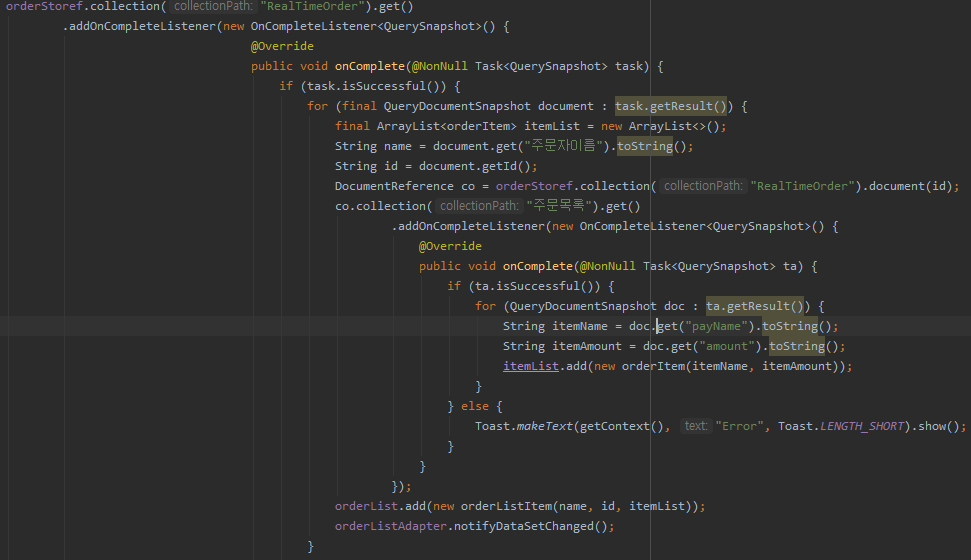 orderStoref.collection( collectionPath: "RealTimeOrder").get()
.addOnCompleteListener(new OnCompleteListener<QuerySnapshot>() {
@Override
public void onComplete(@NonNull Task<QuerySnapshot> task) {
if (task.isSuccessful()) {
for (final QueryDocumentSnapshot document : task.getResult()) {
final ArrayList<orderItem> itemList = new ArrayList<>();
String name = document.get("주문자이름").toString();
String id = document.getId();
DocumentReference co = orderStoref.collection( collectionPath: "RealTimeOrder").document(id);
co.collection( collectionPath: "주문목록").get()
.addOnCompleteListener(new OnCompleteListener<QuerySnapshot>() {
@Override
public void onComplete(@NonNull Task<QuerySnapshot> ta) {
if (ta.isSuccessful()) {
for (QueryDocumentSnapshot doc : ta.getResult()) {
String itemName = doc.get("payName").toString();
String itemAmount = doc.get("amount").toString();
itemList.add(new orderItem(itemName, itemAmount));
}
} else {
Toast.makeText(getContext(), text: "Error", Toast.LENGTH_SHORT).show();
}
}
});
orderList.add(new orderListItem(name, id, itemList));
orderListAdapter.notifyDataSetChanged();
}